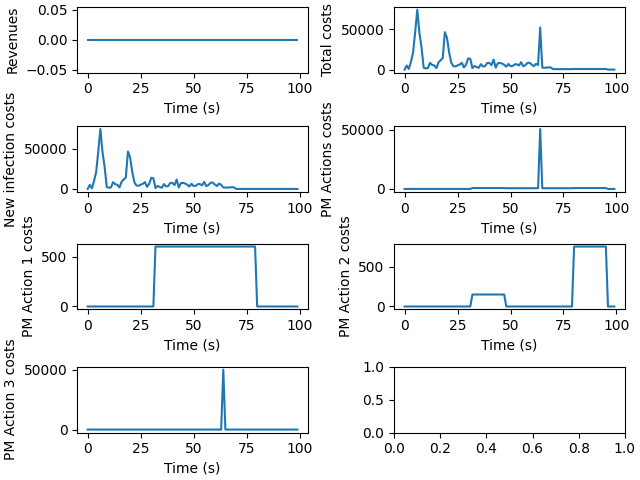 Revenues
0.05
0.00
−0.05
0 25 50 75 100
Time (s)
Total costs
50000
0
0 25 50 75 100
Time (s)
New infection costs
50000
0
0 25 50 75 100
Time (s)
PM Actions costs
50000
0
0 25 50 75 100
Time (s)
PM Action 1 costs
500
0
0 25 50 75 100
Time (s)
PM Action 2 costs
500
0
0 25 50 75 100
Time (s)
PM Action 3 costs
50000
0
0 25 50 75 100
Time (s)
1.0
0.5
0.0
0.0 0.2 0.4 0.6 0.8 1.0